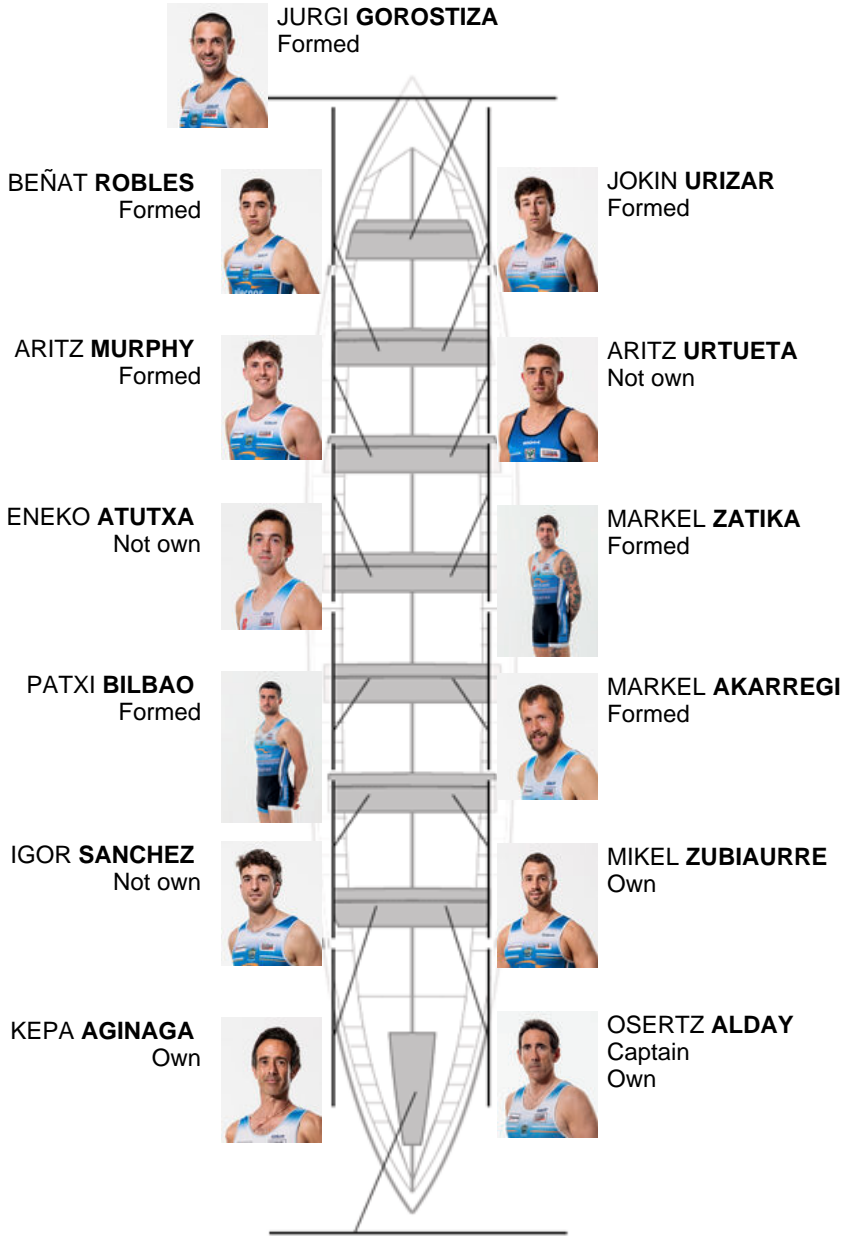 JURGI GOROSTIZA
Formed
BEÑAT ROBLES
Formed
JOKIN URIZAR
Formed
ARITZ MURPHY
Formed
ARITZ URTUETA
Not own
ENEKO ATUTXA
Not own
MARKEL ZATIKA
Formed
PATXI BILBAO
Formed
MARKEL AKARREGI
Formed
IGOR SANCHEZ
Not own
MIKEL ZUBIAURRE
Own
KEPA AGINAGA
Own
OSERTZ ALDAY
Captain
Own